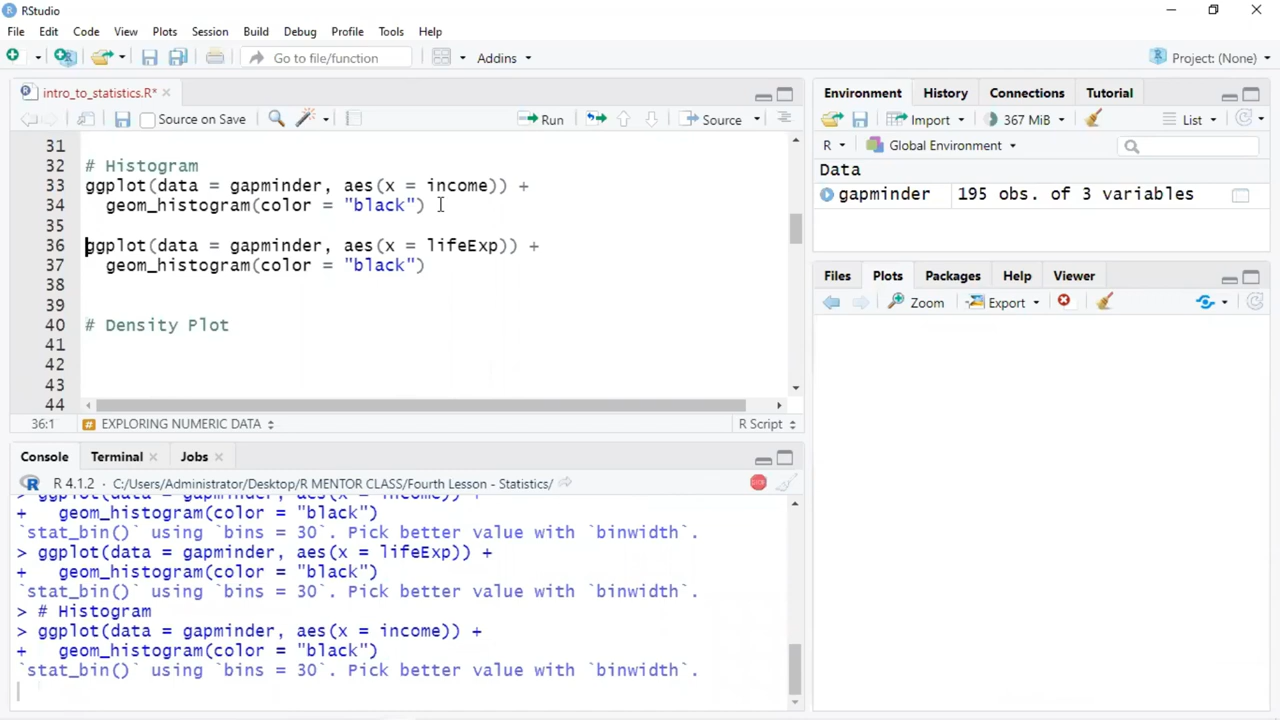 RStudio
File Edit Code View Plots Session Build Debug Profile Tools Help
Go to file/function Addins Project: (None)
intro_to_statistics.R*
Source on Save Run Source
31
32 # Histogram
33 ggplot(data = gapminder, aes(x = income)) +
34 geom_histogram(color = "black")
35
36 ggplot(data = gapminder, aes(x = lifeExp)) +
37 geom_histogram(color = "black")
38
39
40 # Density Plot
41
42
43
44
36:1 EXPLORING NUMERIC DATA R Script
Console Terminal Jobs
R 4.1.2 · C:/Users/Administrator/Desktop/R MENTOR CLASS/Fourth Lesson - Statistics/
> ggplot(data = gapminder, aes(x = income)) +
+ geom_histogram(color = "black")
`stat_bin()` using `bins = 30`. Pick better value with `binwidth`.
> ggplot(data = gapminder, aes(x = lifeExp)) +
+ geom_histogram(color = "black")
`stat_bin()` using `bins = 30`. Pick better value with `binwidth`.
> # Histogram
> ggplot(data = gapminder, aes(x = income)) +
+ geom_histogram(color = "black")
`stat_bin()` using `bins = 30`. Pick better value with `binwidth`.
Environment History Connections Tutorial
Import 367 MiB List
R Global Environment
Data
gapminder 195 obs. of 3 variables
Files Plots Packages Help Viewer
Zoom Export